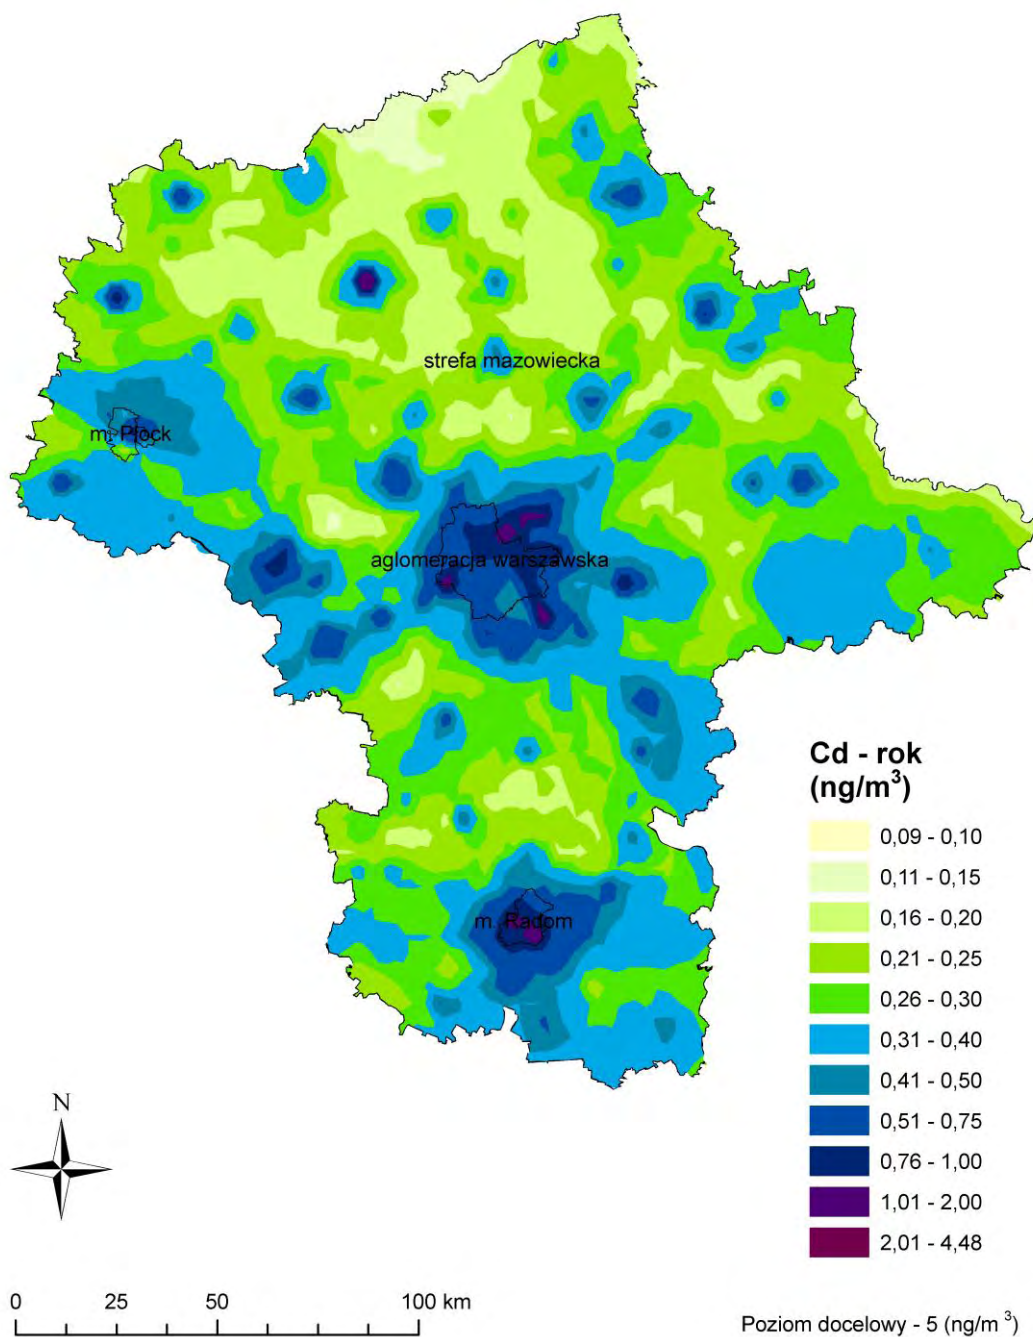 strefa mazowiecka
m. Płock
aglomeracja warszawska
m. Radom
Cd - rok
(ng/m³)
0,09 - 0,10
0,11 - 0,15
0,16 - 0,20
0,21 - 0,25
0,26 - 0,30
0,31 - 0,40
0,41 - 0,50
0,51 - 0,75
0,76 - 1,00
1,01 - 2,00
2,01 - 4,48
N
0 25 50 100 km
Poziom docelowy - 5 (ng/m ³)